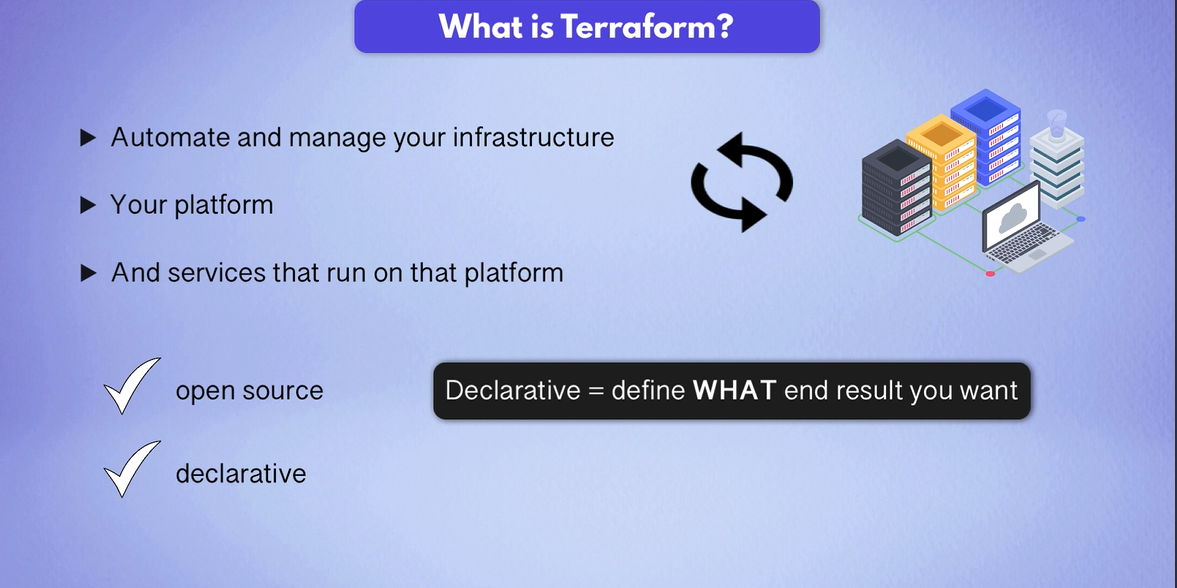 What is Terraform?
Automate and manage your infrastructure
Your platform
And services that run on that platform
open source
Declarative = define WHAT end result you want
declarative